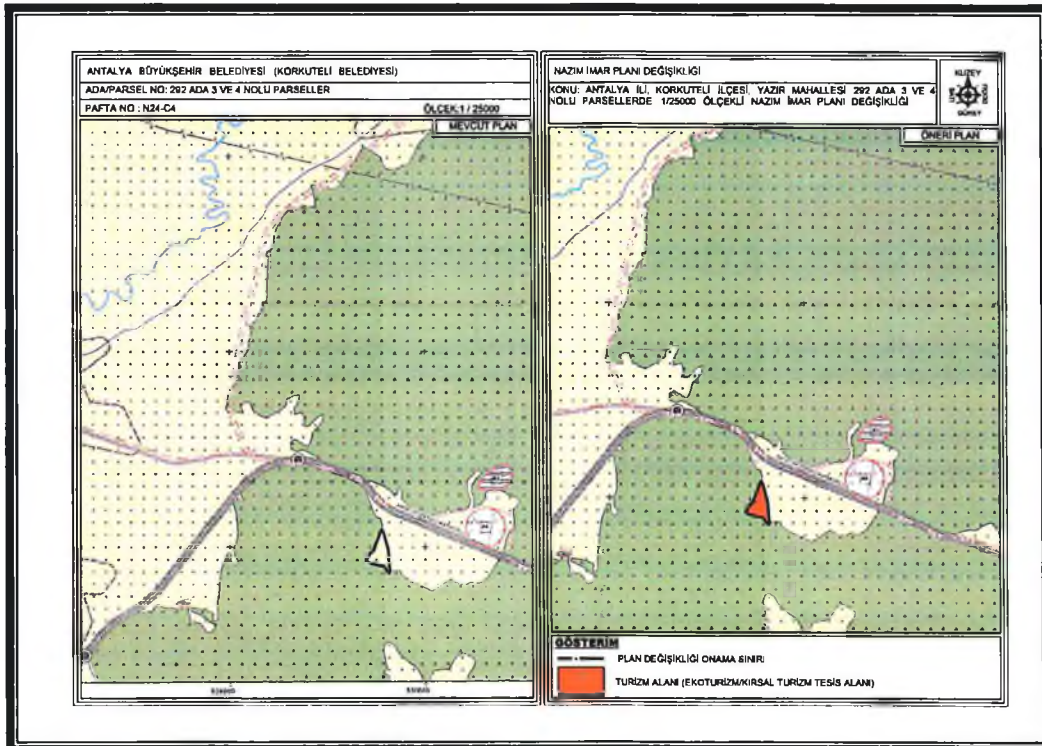 ANTALYA BÜYÜKŞEHİR BELEDİYESİ (KORKUTELİ BELEDİYESİ)
ADA/PARSEL NO: 292 ADA 3 VE 4 NOLU PARSELLER
PAFTA NO : N24-C4 ÖLÇEK:1 / 25000
MEVCUT PLAN
NAZIM İMAR PLANI DEĞİŞİKLİĞİ
KONU: ANTALYA İLİ, KORKUTELİ İLÇESİ, YAZIR MAHALLESİ 292 ADA 3 VE 4
NOLU PARSELLERDE 1/25000 ÖLÇEKLİ NAZIM İMAR PLANI DEĞİŞİKLİĞİ
KUZEY
DOĞU
BATI
GÜNEY
ÖNERİ PLAN
GÖSTERİM
PLAN DEĞİŞİKLİĞİ ONAMA SINIRI
TURİZM ALANI (EKOTURİZM/KIRSAL TURİZM TESİS ALANI)